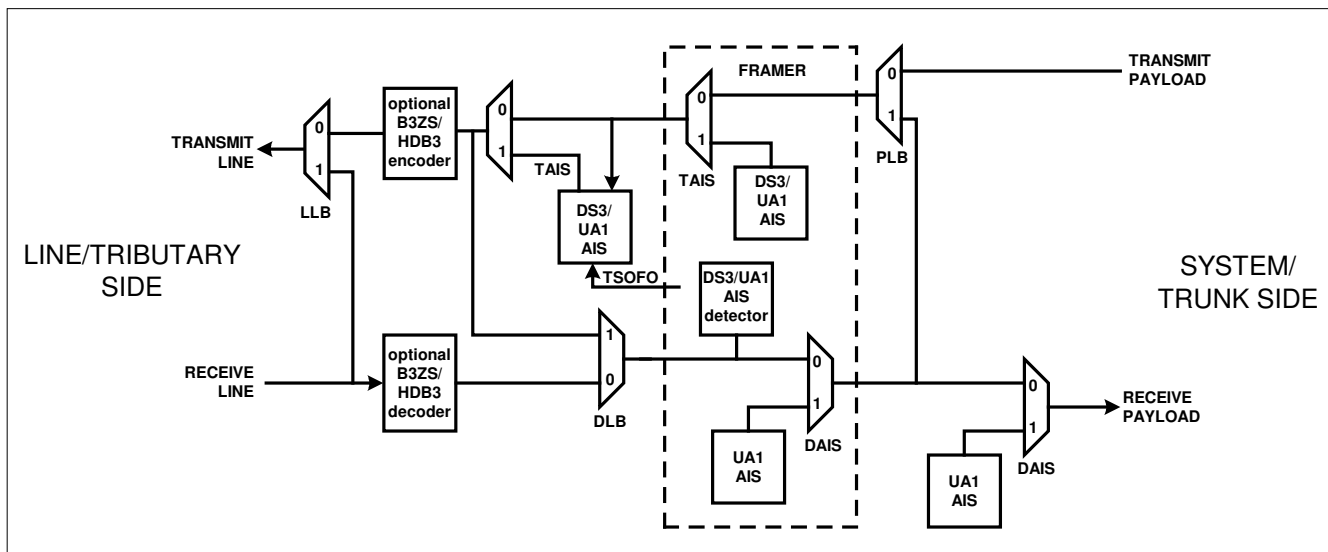 FRAMER
TRANSMIT
PAYLOAD
0
1
PLB
0
1
TAIS
DS3/
UA1
AIS
0
1
TAIS
DS3/
UA1
AIS
TSOFO
optional
B3ZS/
HDB3
encoder
0
1
LLB
TRANSMIT
LINE
LINE/TRIBUTARY
SIDE
SYSTEM/
TRUNK SIDE
RECEIVE
LINE
optional
B3ZS/
HDB3
decoder
1
0
DLB
DS3/UA1
AIS
detector
0
1
DAIS
UA1
AIS
0
1
DAIS
UA1
AIS
RECEIVE
PAYLOAD